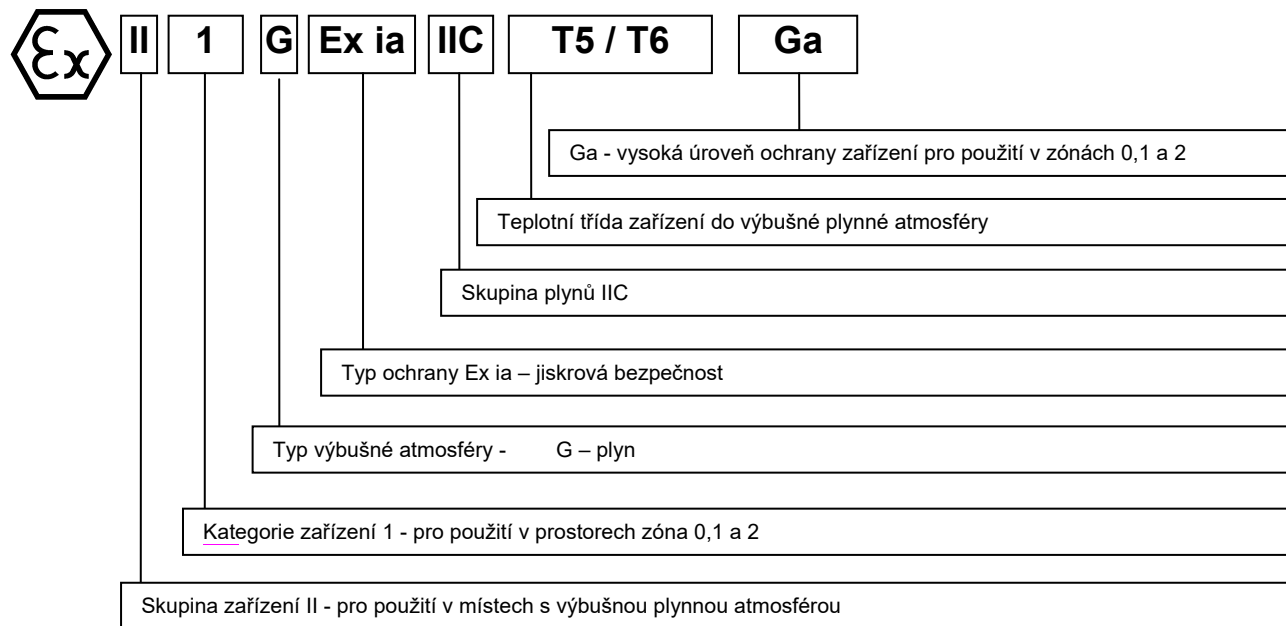 Ex II 1 G Ex ia IIC T5 / T6 Ga
Ga - vysoká úroveň ochrany zařízení pro použití v zónách 0,1 a 2
Teplotní třída zařízení do výbušné plynné atmosféry
Skupina plynů IIC
Typ ochrany Ex ia – jiskrová bezpečnost
Typ výbušné atmosféry - G – plyn
Kategorie zařízení 1 - pro použití v prostorech zóna 0,1 a 2
Skupina zařízení II - pro použití v místech s výbušnou plynnou atmosférou